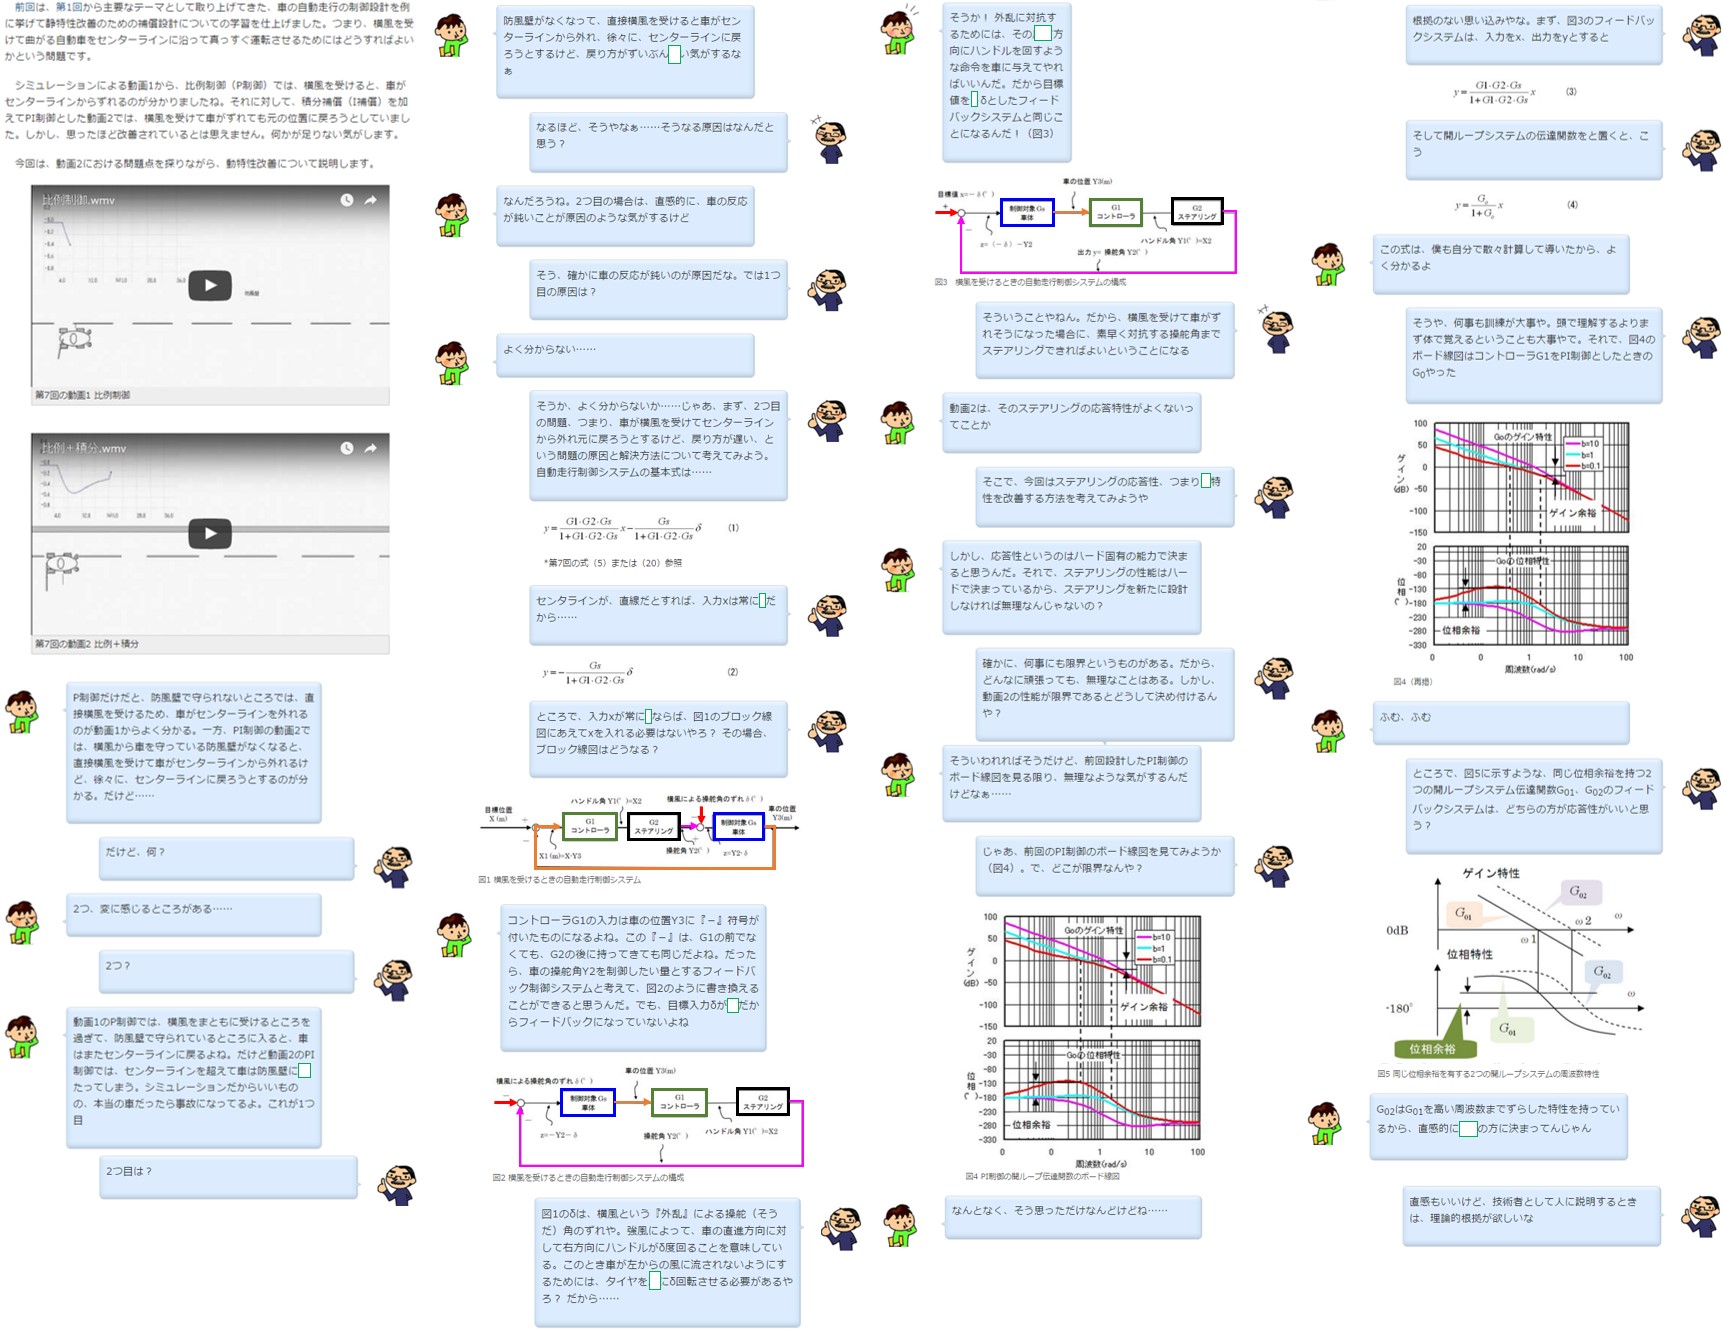 前回は、第1回から主要なテーマとして取り上げてきた、車の自動走行の制御設計を例
に挙げて静特性改善のための補償設計についての学習を仕上げました。つまり、横風を受
けて曲がる自動車をセンターラインに沿って真っすぐ運転させるためにはどうすればよい
かという問題です。
シミュレーションによる動画1から、比例制御（P制御）では、横風を受けると、車が
センターラインからずれるのが分かりましたね。それに対して、積分補償（I補償）を加
えてPI制御とした動画2では、横風を受けて車がずれても元の位置に戻ろうとしていまし
た。しかし、思ったほど改善されているとは思えません。何かが足りない気がします。
今回は、動画2における問題点を探りながら、動特性改善について説明します。
比例制御.wmv
第7回の動画1 比例制御
比例＋積分.wmv
第7回の動画2 比例＋積分
P制御だけだと、防風壁で守られないところでは、直
接横風を受けるため、車がセンターラインを外れる
のが動画1からよく分かる。一方、PI制御の動画2で
は、横風から車を守っている防風壁がなくなると、
直接横風を受けて車がセンターラインから外れるけ
ど、徐々に、センターラインに戻ろうとするのが分
かる。だけど……
だけど、何？
2つ、変に感じるところがある……
2つ？
動画1のP制御では、横風をまともに受けるところを
過ぎて、防風壁で守られているところに入ると、車
はまたセンターラインに戻るよね。だけど動画2のPI
制御では、センターラインを超えて車は防風壁に
たってしまう。シミュレーションだからいいもの
の、本当の車だったら事故になってるよ。これが1つ
目
2つ目は？
防風壁がなくなって、直接横風を受けると車がセン
ターラインから外れ、徐々に、センターラインに戻
ろうとするけど、戻り方がずいぶん い気がするな
ぁ
なるほど、そうやなぁ……そうなる原因はなんだと
思う？
なんだろうね。2つ目の場合は、直感的に、車の反応
が鈍いことが原因のような気がするけど
そう、確かに車の反応が鈍いのが原因だな。では1つ
目の原因は？
よく分からない……
そうか、よく分からないか……じゃあ、まず、2つ目
の問題、つまり、車が横風を受けてセンターライン
から外れ元に戻ろうとするけど、戻り方が遅い、と
いう問題の原因と解決方法について考えてみよう。
自動走行制御システムの基本式は……
y = G1·G2·Gs / 1+G1·G2·Gs x − Gs / 1+G1·G2·Gs δ (1)
*第7回の式（5）または（20）参照
センタラインが、直線だとすれば、入力xは常に だ
から……
y = − Gs / 1+G1·G2·Gs δ (2)
ところで、入力xが常に ならば、図1のブロック線
図にあえてxを入れる必要はないやろ？ その場合、
ブロック線図はどうなる？
ハンドル角 Y1(°)=X2 横風による操舵角のずれ δ(°)
目標位置 X(m)
車の位置 Y3(m)
G1 コントローラ
G2 ステアリング
制御対象 Gs 車体
X1(m)=X-Y3
操舵角 Y2(°)
z=Y2-δ
図1 横風を受けるときの自動走行制御システム
コントローラG1の入力は車の位置Y3に『－』符号が
付いたものになるよね。この『－』は、G1の前でな
くても、G2の後に持ってきても同じだよね。だった
ら、車の操舵角Y2を制御したい量とするフィードバ
ック制御システムと考えて、図2のように書き換える
ことができると思うんだ。でも、目標入力δが だか
らフィードバックになっていないよね
横風による操舵角のずれ δ(°)
車の位置 Y3(m)
制御対象 Gs 車体
G1 コントローラ
G2 ステアリング
z=−Y2−δ
操舵角 Y2(°)
ハンドル角 Y1(°)=X2
図2 横風を受けるときの自動走行制御システムの構成
図1のδは、横風という『外乱』による操舵（そう
だ）角のずれや。強風によって、車の直進方向に対
して右方向にハンドルがδ度回ることを意味してい
る。このとき車が左からの風に流されないようにす
るためには、タイヤを にδ回転させる必要があるや
ろ？ だから……
そうか！ 外乱に対抗す
るためには、その 方
向にハンドルを回すよう
な命令を車に与えてやれ
ばいいんだ。だから目標
値を δとしたフィード
バックシステムと同じこ
とになるんだ！（図3）
目標値 x=−δ(°)
車の位置 Y3(m)
制御対象 Gs 車体
G1 コントローラ
G2 ステアリング
z=(−δ)−Y2
ハンドル角 Y1(°)=X2
出力 y= 操舵角 Y2(°)
図3 横風を受けるときの自動走行制御システムの構成
そういうことやねん。だから、横風を受けて車がず
れそうになった場合に、素早く対抗する操舵角まで
ステアリングできればよいということになる
動画2は、そのステアリングの応答特性がよくないっ
てことか
そこで、今回はステアリングの応答性、つまり 特
性を改善する方法を考えてみようや
しかし、応答性というのはハード固有の能力で決ま
ると思うんだ。それで、ステアリングの性能はハー
ドで決まっているから、ステアリングを新たに設計
しなければ無理なんじゃないの？
確かに、何事にも限界というものがある。だから、
どんなに頑張っても、無理なことはある。しかし、
動画2の性能が限界であるとどうして決め付けるん
や？
そういわれればそうだけど、前回設計したPI制御の
ボード線図を見る限り、無理なような気がするんだ
けどなぁ……
じゃあ、前回のPI制御のボード線図を見てみようか
（図4）。で、どこが限界なんや？
100
50
0
-50
-100
-150
ゲイン(dB)
Goのゲイン特性
b=10
b=1
b=0.1
ゲイン余裕
20
-30
-80
-130
-180
-230
-280
-330
位相(°)
Goの位相特性
位相余裕
0 0 1 10 100
周波数(rad/s)
図4 PI制御の開ループ伝達関数のボード線図
なんとなく、そう思っただけなんどけどね……
根拠のない思い込みやな。まず、図3のフィードバッ
クシステムは、入力をx、出力をyとすると
y = G1·G2·Gs / 1+G1·G2·Gs x (3)
そして開ループシステムの伝達関数をと置くと、こ
う
y = G₀ / 1+G₀ x (4)
この式は、僕も自分で散々計算して導いたから、よ
く分かるよ
そうや、何事も訓練が大事や。頭で理解するよりま
ず体で覚えるということも大事やで。それで、図4の
ボード線図はコントローラG1をPI制御としたときの
G₀やった
100
50
0
-50
-100
-150
ゲイン(dB)
Goのゲイン特性
b=10
b=1
b=0.1
ゲイン余裕
20
-30
-80
-130
-180
-230
-280
-330
位相(°)
Goの位相特性
位相余裕
0 0 1 10 100
周波数(rad/s)
図4（再掲）
ふむ、ふむ
ところで、図5に示すような、同じ位相余裕を持つ2
つの開ループシステム伝達関数G₀₁、G₀₂のフィード
バックシステムは、どちらの方が応答性がいいと思
う？
ゲイン特性
G₀₂
G₀₁
ω2
ω
0dB
ω1
位相特性
G₀₂
ω
-180°
G₀₁
位相余裕
図5 同じ位相余裕を有する2つの開ループシステムの周波数特性
G₀₂はG₀₁を高い周波数までずらした特性を持ってい
るから、直感的に の方に決まってんじゃん
直感もいいけど、技術者として人に説明するとき
は、理論的根拠が欲しいな